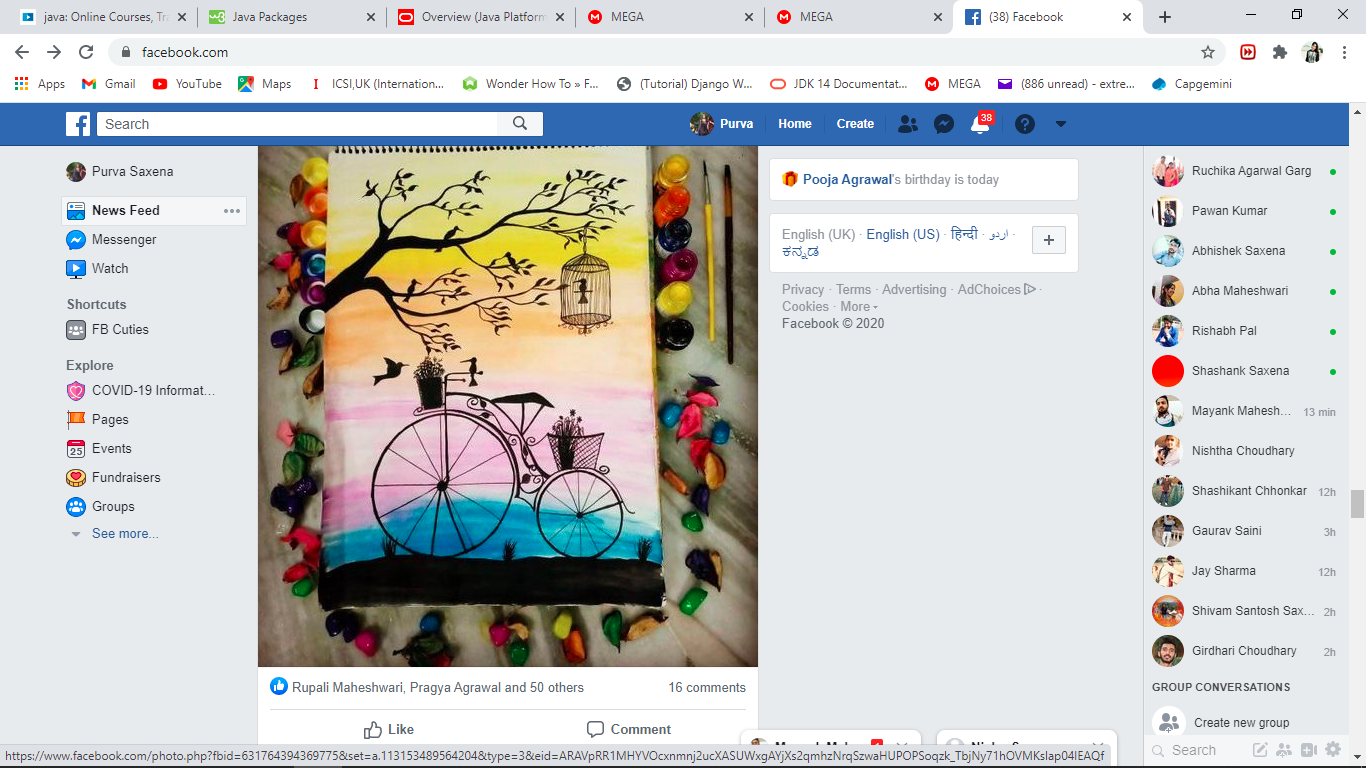 java: Online Courses, Tra
Java Packages
Overview (Java Platform
MEGA
MEGA
(38) Facebook
facebook.com
Apps
Gmail
YouTube
Maps
ICSI,UK (Internation...
Wonder How To » F...
(Tutorial) Django W...
JDK 14 Documentat...
MEGA
(886 unread) - extre...
Capgemini
Search
Purva
Home
Create
38
Purva Saxena
News Feed
Messenger
Watch
Shortcuts
FB Cuties
Explore
COVID-19 Informat...
Pages
25
Events
Fundraisers
Groups
See more...
Rupali Maheshwari, Pragya Agrawal and 50 others
16 comments
Like
Comment
Pooja Agrawal's birthday is today
English (UK) · English (US) · हिन्दी · اردو ·
ಕನ್ನಡ
Privacy · Terms · Advertising · AdChoices ·
Cookies · More
Facebook © 2020
Ruchika Agarwal Garg
Pawan Kumar
Abhishek Saxena
Abha Maheshwari
Rishabh Pal
Shashank Saxena
Mayank Mahesh... 13 min
Nishtha Choudhary
Shashikant Chhonkar 12h
Gaurav Saini 3h
Jay Sharma 12h
Shivam Santosh Sax... 2h
Girdhari Choudhary 2h
GROUP CONVERSATIONS
Create new group
Search
https://www.facebook.com/photo.php?fbid=631764394369775&set=a.113153489564204&type=3&eid=ARAVpRR1MHYVOcxnmnj2ucXASUWxgAYjXs2qmhzNrqSzwaHUPOPSoqzk_TbjNy71hOVMKslap04lEAQf